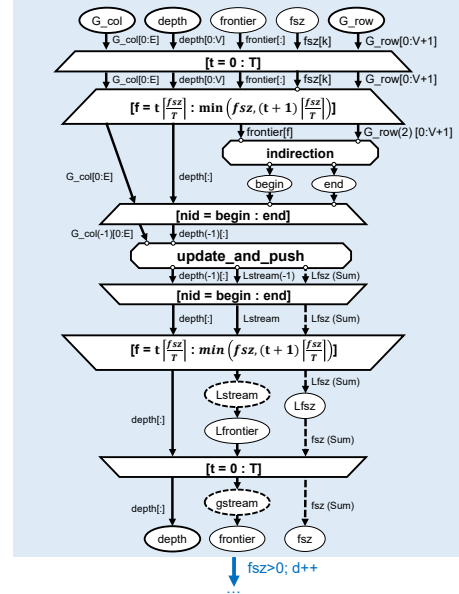 G_col depth frontier fsz G_row
G_col[0:E] depth[0:V] frontier[:] fsz[k] G_row[0:V+1]
[t = 0 : T]
G_col[0:E] depth[0:V] frontier[:] fsz[k] G_row[0:V+1]
[f = t ⌈fsz/T⌉ : min (fsz, (t + 1) ⌈fsz/T⌉)]
frontier[f] G_row(2) [0:V+1]
indirection
G_col[0:E] depth[:] begin end
[nid = begin : end]
G_col(-1)[0:E] depth(-1)[:]
update_and_push
depth(-1)[:] Lstream(-1) Lfsz (Sum)
[nid = begin : end]
depth[:] Lstream Lfsz (Sum)
[f = t ⌈fsz/T⌉ : min (fsz, (t + 1) ⌈fsz/T⌉)]
Lfsz (Sum)
Lstream
Lfsz
depth[:] Lfrontier
fsz (Sum)
[t = 0 : T]
gstream
depth[:] fsz (Sum)
depth frontier fsz
fsz>0; d++
...